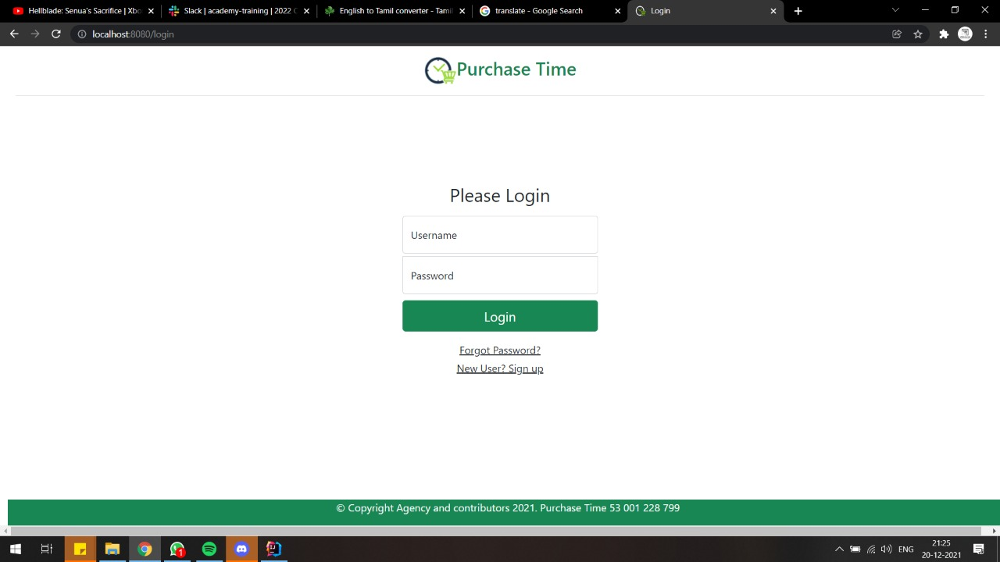 Hellblade: Senua's Sacrifice | Xbo
Slack | academy-training | 2022 C
English to Tamil converter - Tamil
translate - Google Search
Login
localhost:8080/login
Purchase Time
Please Login
Username
Password
Login
Forgot Password?
New User? Sign up
© Copyright Agency and contributors 2021. Purchase Time 53 001 228 799
1
ENG
21:25
20-12-2021